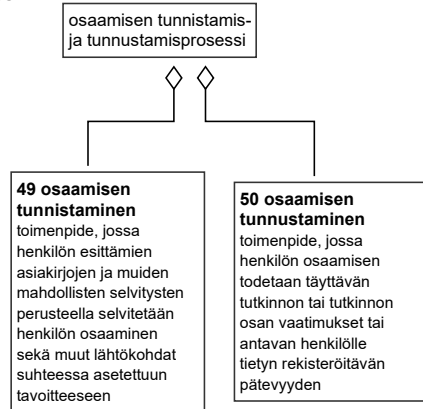 osaamisen tunnistamis-
ja tunnustamisprosessi
49 osaamisen
tunnistaminen
toimenpide, jossa
henkilön esittämien
asiakirjojen ja muiden
mahdollisten selvitysten
perusteella selvitetään
henkilön osaaminen
sekä muut lähtökohdat
suhteessa asetettuun
tavoitteeseen
50 osaamisen
tunnustaminen
toimenpide, jossa
henkilön osaamisen
todetaan täyttävän
tutkinnon tai tutkinnon
osan vaatimukset tai
antavan henkilölle
tietyn rekisteröitävän
pätevyyden